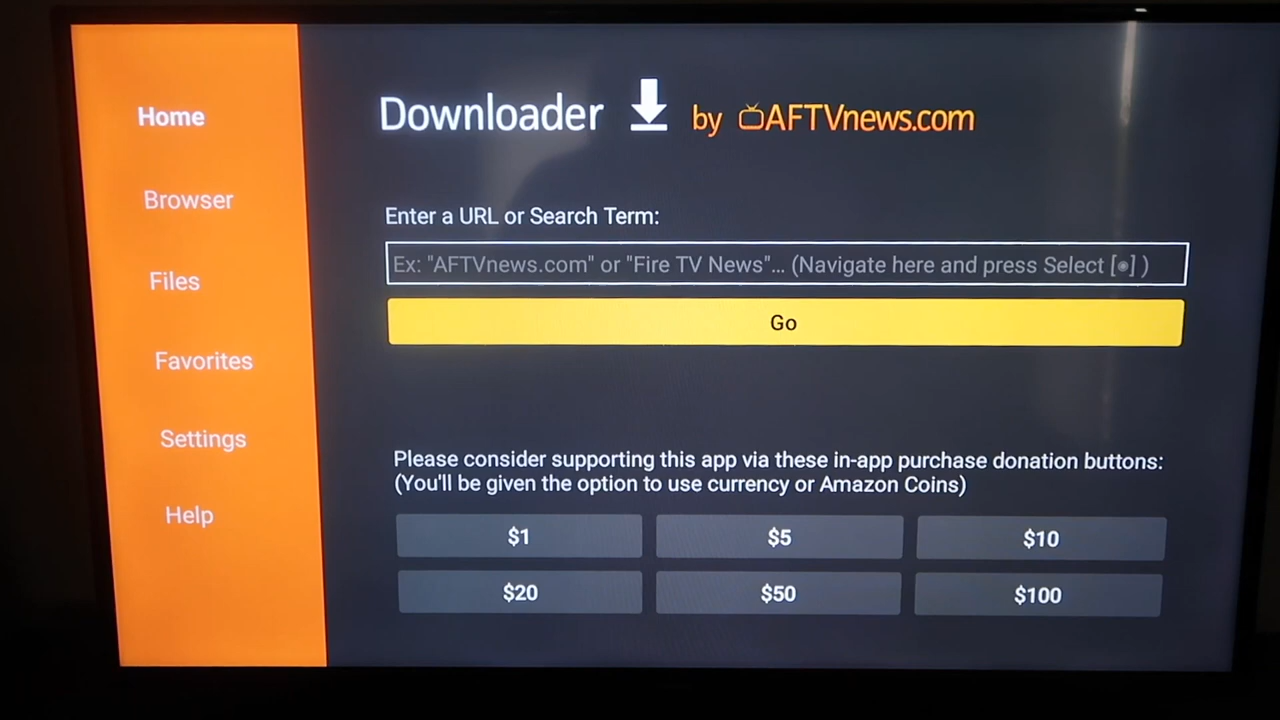 Home
Browser
Files
Favorites
Settings
Help
Downloader by AFTVnews.com
Enter a URL or Search Term:
Ex: "AFTVnews.com" or "Fire TV News"... (Navigate here and press Select [◉] )
Go
Please consider supporting this app via these in-app purchase donation buttons:
(You'll be given the option to use currency or Amazon Coins)
$1 $5 $10
$20 $50 $100